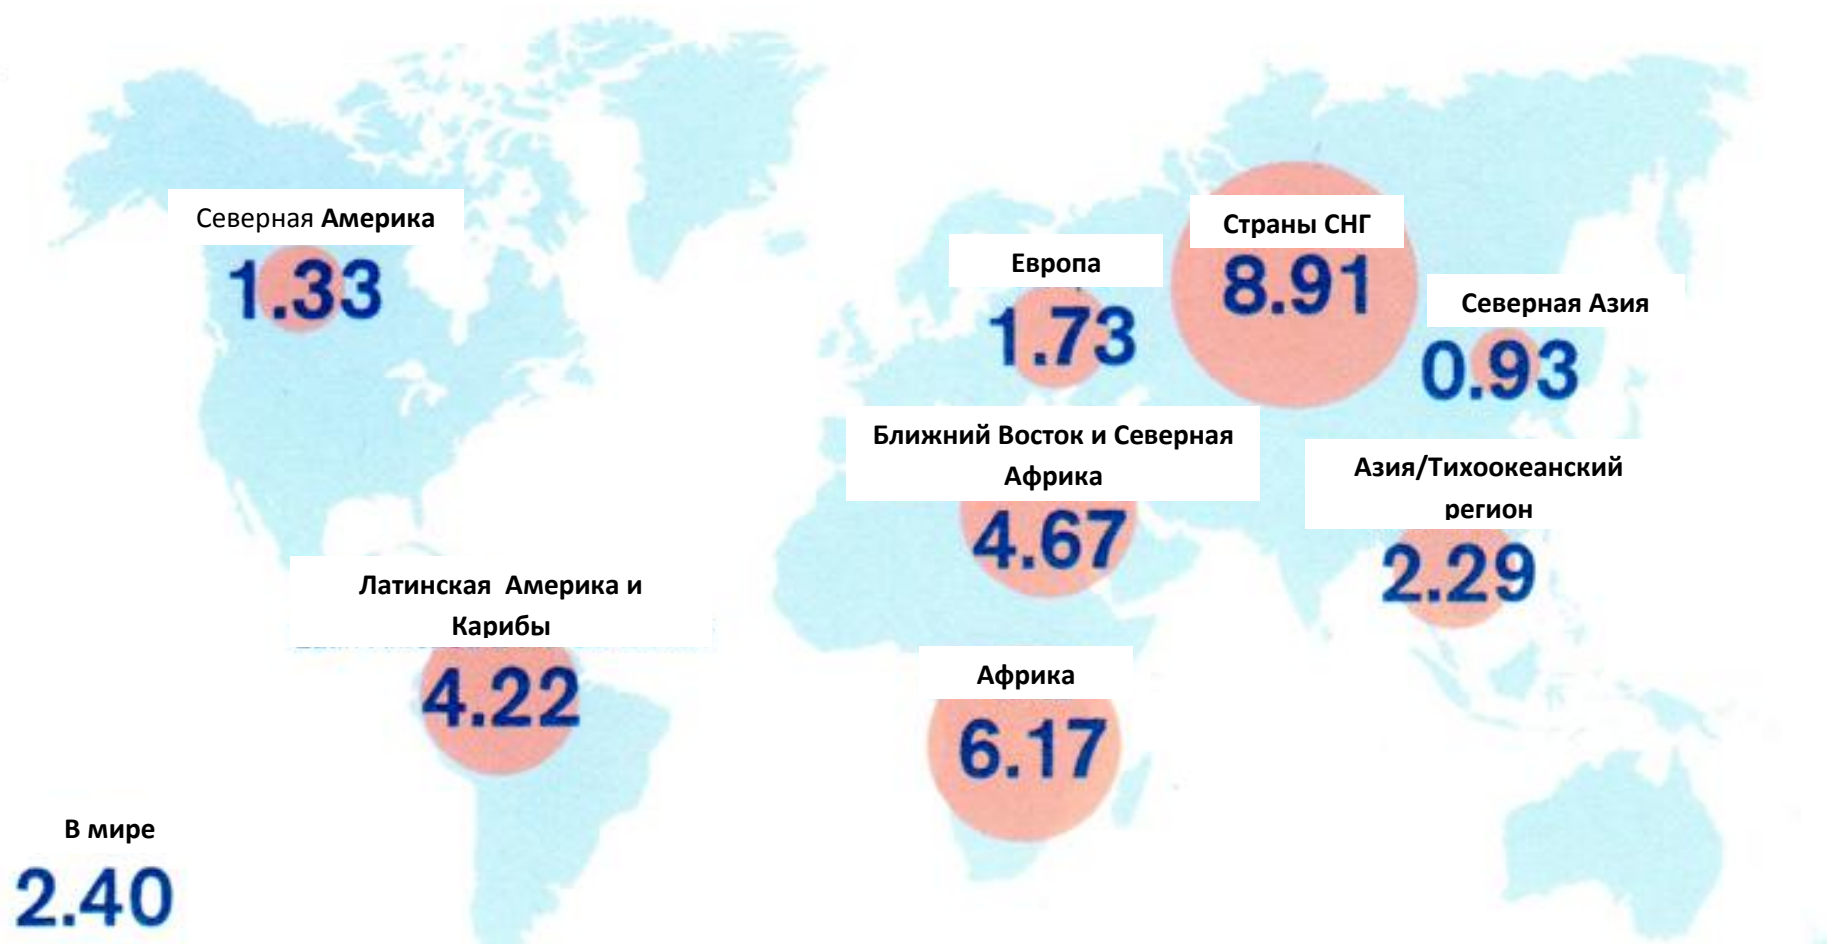 Северная Америка
1.33
Европа
1.73
Страны СНГ
8.91
Северная Азия
0.93
Ближний Восток и Северная
Африка
4.67
Азия/Тихоокеанский
регион
2.29
Латинская Америка и
Карибы
4.22
Африка
6.17
В мире
2.40